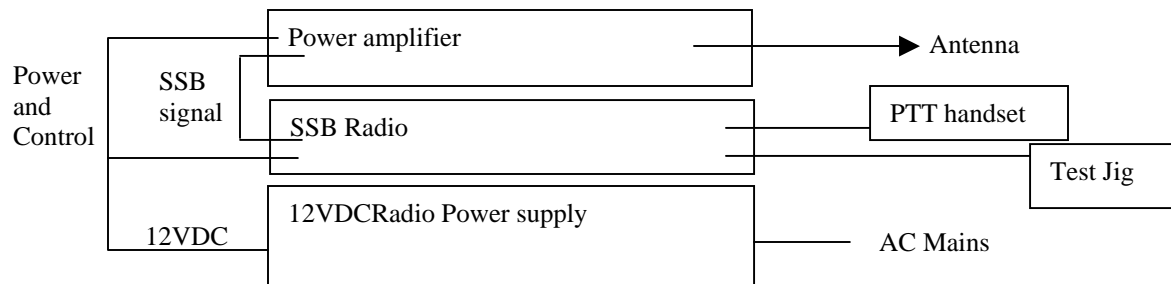 Power amplifier
Antenna
Power
and
Control
SSB
signal
SSB Radio
PTT handset
Test Jig
12VDCRadio Power supply
12VDC
AC Mains